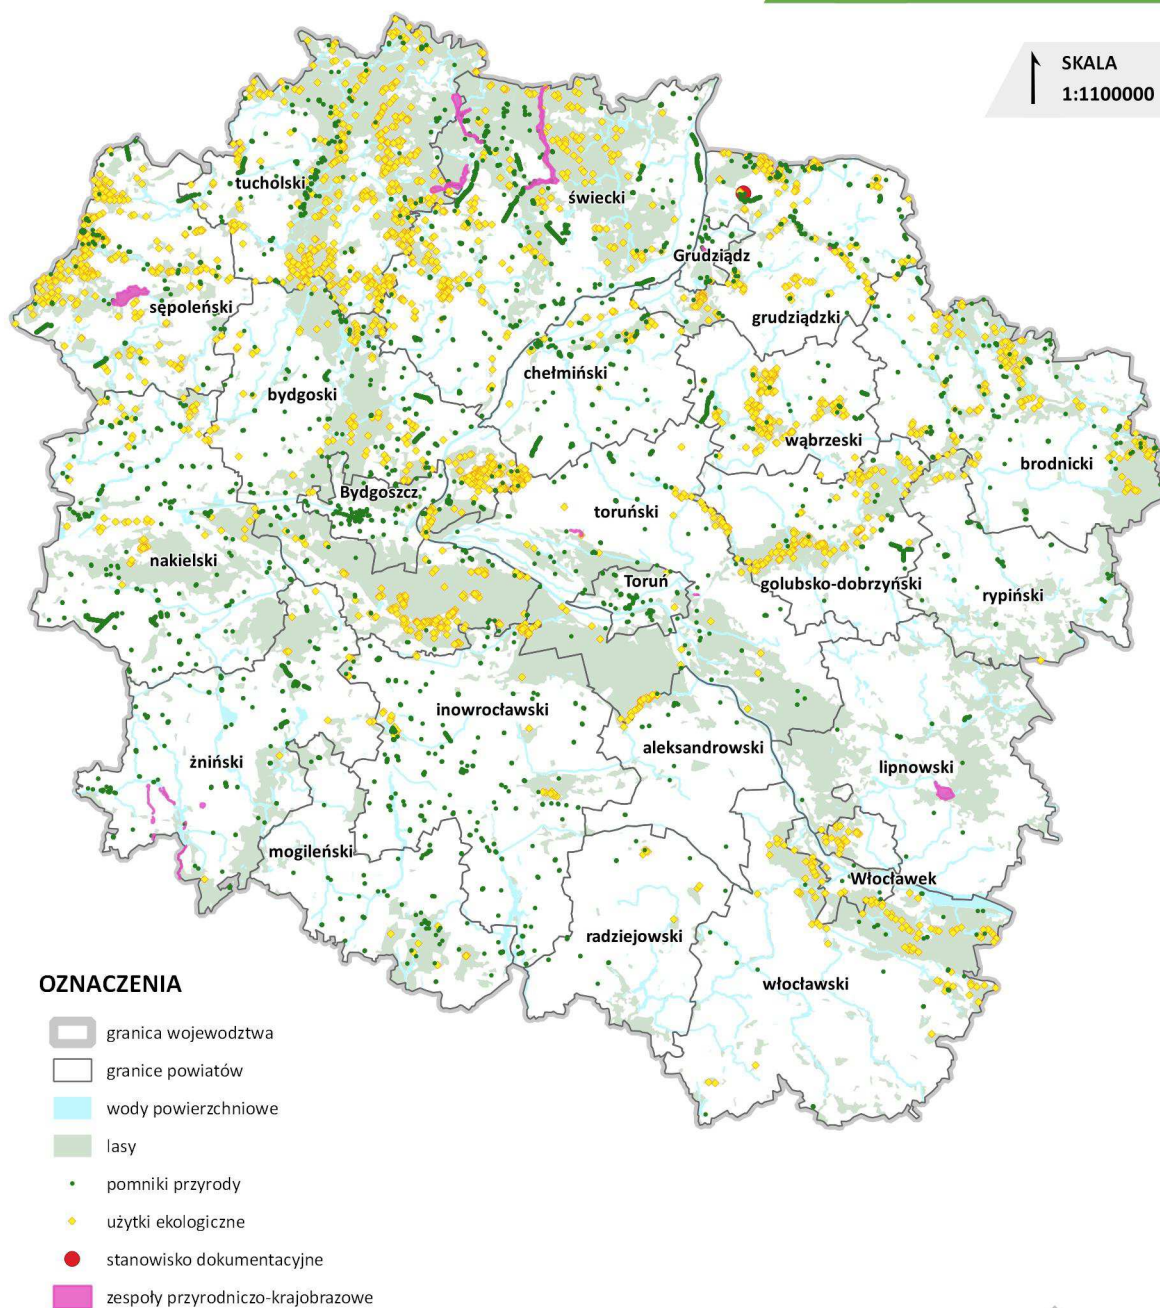 SKALA
1:1100000
tucholski
świecki
Grudziądz
sępoleński
grudziądzki
chełmiński
bydgoski
wąbrzeski
brodnicki
Bydgoszcz
toruński
nakielski
Toruń
golubsko-dobrzyński
rypiński
inowrocławski
aleksandrowski
żniński
lipnowski
mogileński
Włocławek
radziejowski
włocławski
OZNACZENIA
granica wojewodztwa
granice powiatów
wody powierzchniowe
lasy
pomniki przyrody
użytki ekologiczne
stanowisko dokumentacyjne
zespoły przyrodniczo-krajobrazowe